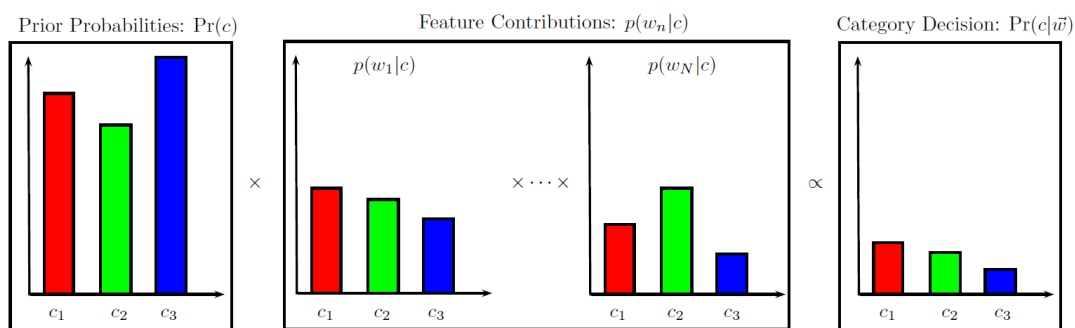 Prior Probabilities: Pr(c)
Feature Contributions: p(wₙ|c)
Category Decision: Pr(c|w⃗)
p(w₁|c)
p(w_N|c)
×
× ··· ×
∝
c₁ c₂ c₃
c₁ c₂ c₃
c₁ c₂ c₃
c₁ c₂ c₃